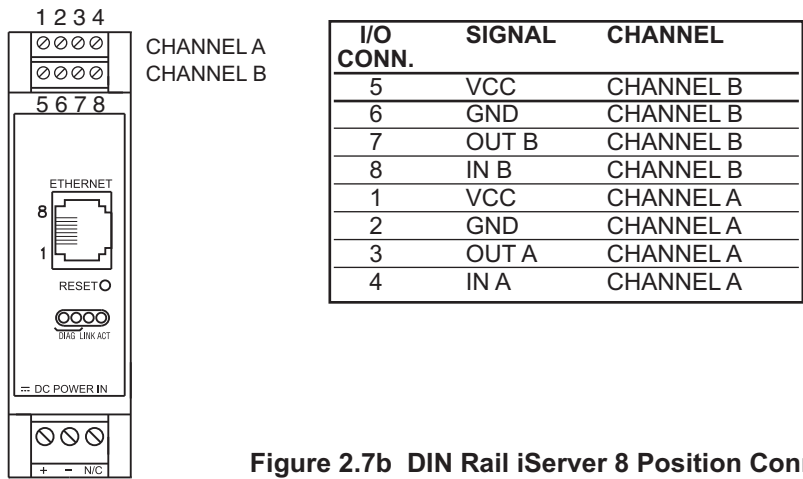 1 2 3 4
CHANNEL A
CHANNEL B
5 6 7 8
ETHERNET
8
1
RESET
DIAG LINK ACT
DC POWER IN
+ - N/C
I/O CONN. SIGNAL CHANNEL
5 VCC CHANNEL B
6 GND CHANNEL B
7 OUT B CHANNEL B
8 IN B CHANNEL B
1 VCC CHANNEL A
2 GND CHANNEL A
3 OUT A CHANNEL A
4 IN A CHANNEL A
Figure 2.7b DIN Rail iServer 8 Position